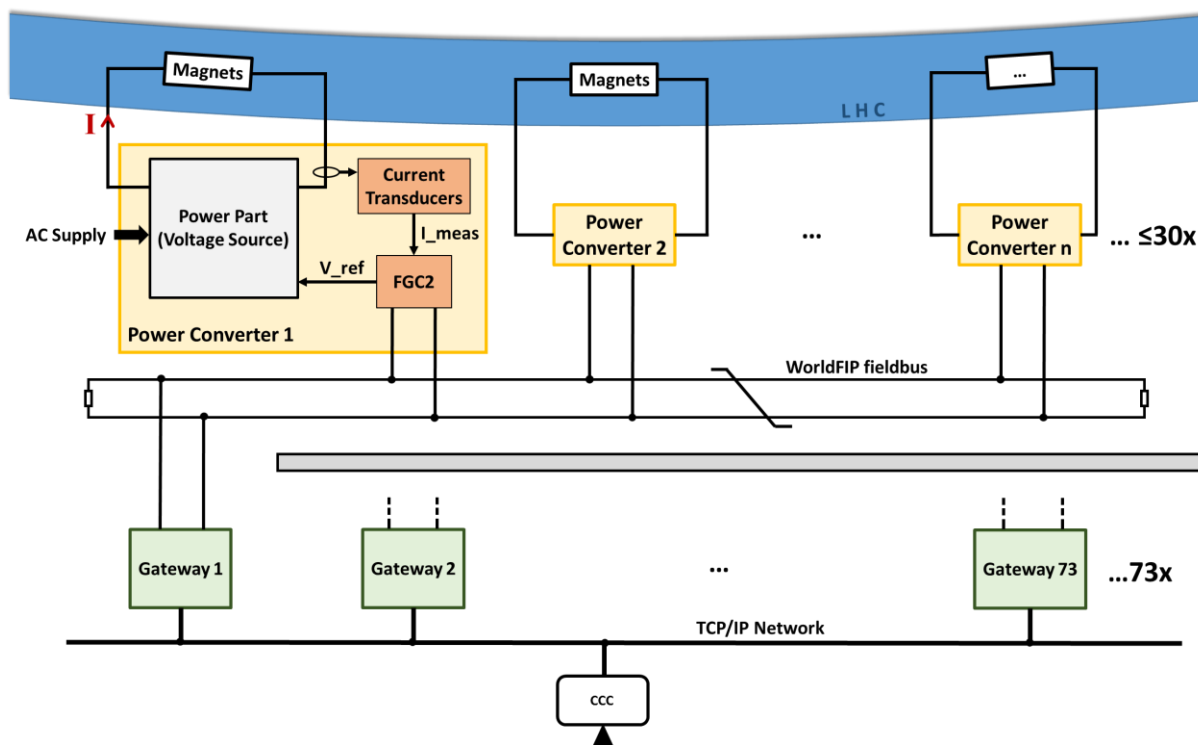 Magnets
Magnets
...
L H C
I
Current
Transducers
Power Part
(Voltage Source)
AC Supply
I_meas
V_ref
FGC2
Power Converter 1
Power
Converter 2
...
Power
Converter n
... ≤30x
WorldFIP fieldbus
Gateway 1
Gateway 2
...
Gateway 73
...73x
TCP/IP Network
CCC